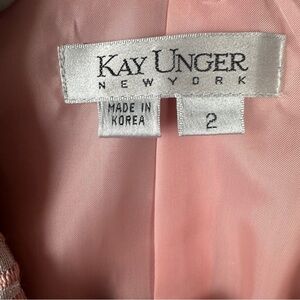 KAY UNGER
NEW YORK
MADE IN
KOREA
2